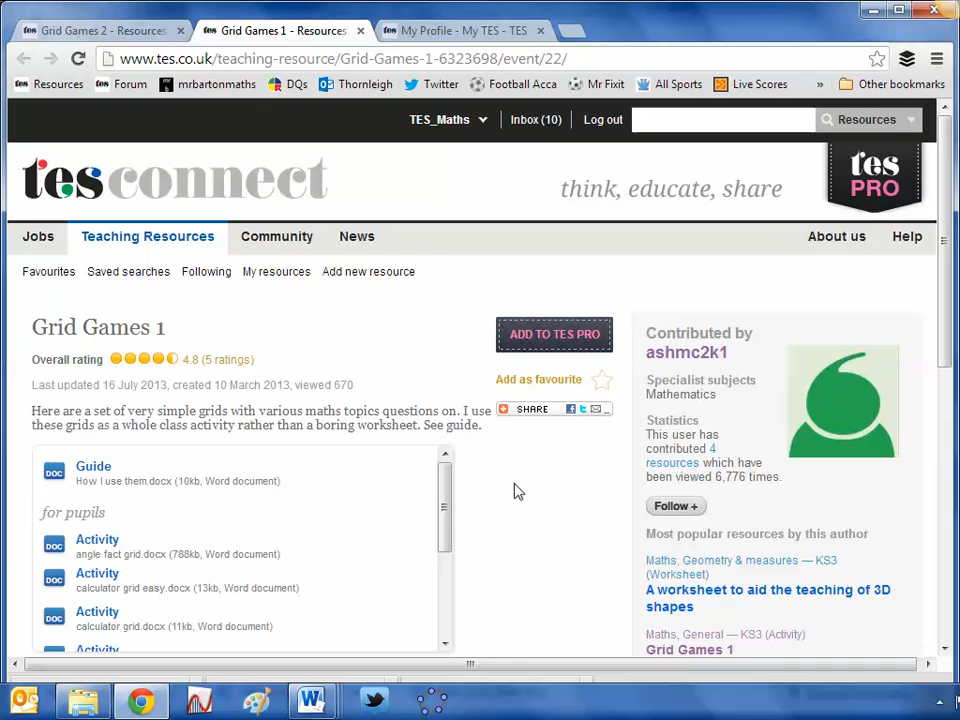 tes Grid Games 2 - Resources
tes Grid Games 1 - Resources
tes My Profile - My TES - TES
www.tes.co.uk/teaching-resource/Grid-Games-1-6323698/event/22/
tes Resources tes Forum mrbartonmaths DQs Thornleigh Twitter Football Acca Mr Fixit All Sports Live Scores » Other bookmarks
TES_Maths Inbox (10) Log out Resources
tes connect
think, educate, share
tes
PRO
Jobs Teaching Resources Community News About us Help
Favourites Saved searches Following My resources Add new resource
Grid Games 1
Overall rating 4.8 (5 ratings)
Last updated 16 July 2013, created 10 March 2013, viewed 670
Here are a set of very simple grids with various maths topics questions on. I use
these grids as a whole class activity rather than a boring worksheet. See guide.
ADD TO TES PRO
Add as favourite
SHARE
DOC Guide
How I use them.docx (10kb, Word document)
for pupils
DOC Activity
angle fact grid.docx (788kb, Word document)
DOC Activity
calculator grid easy.docx (13kb, Word document)
DOC Activity
calculator grid.docx (11kb, Word document)
Activity
Contributed by
ashmc2k1
Specialist subjects
Mathematics
Statistics
This user has
contributed 4
resources which have
been viewed 6,776 times.
Follow +
Most popular resources by this author
Maths, Geometry & measures — KS3
(Worksheet)
A worksheet to aid the teaching of 3D
shapes
Maths, General — KS3 (Activity)
Grid Games 1